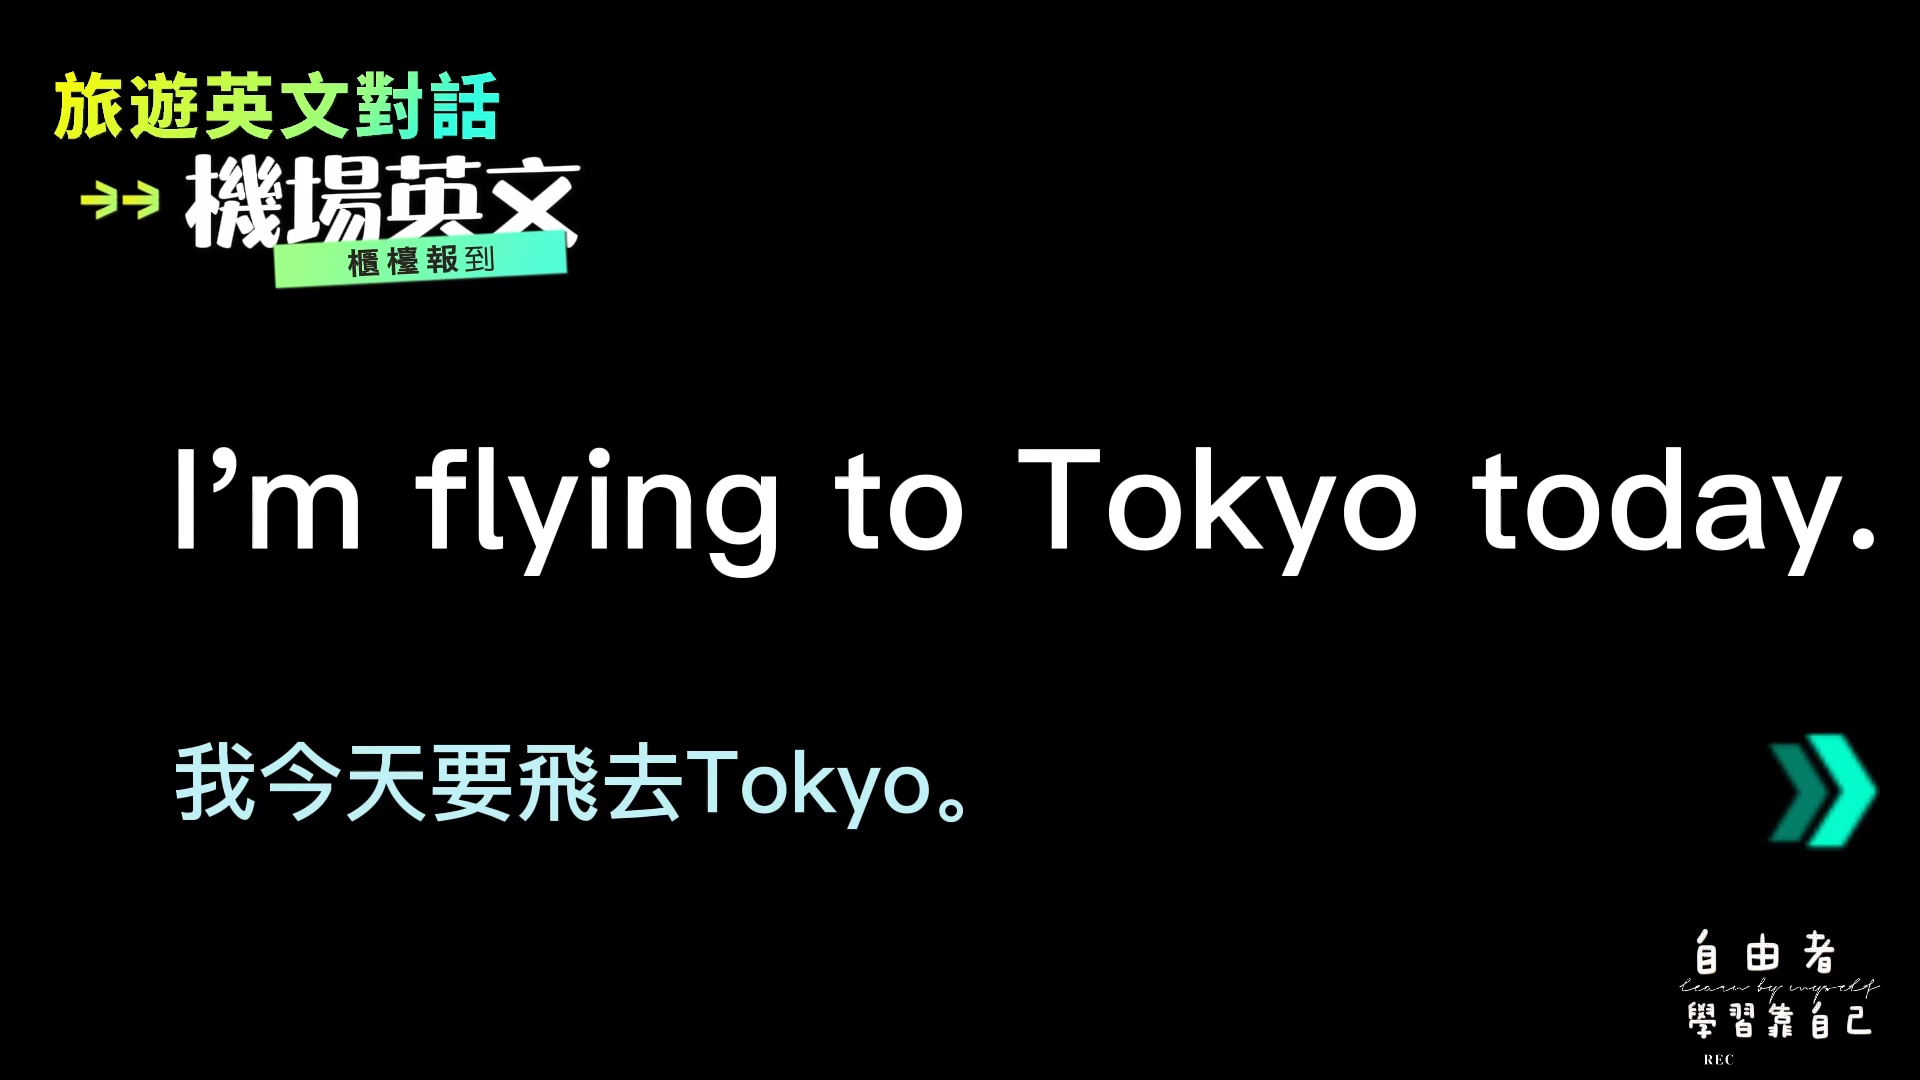 旅遊英文對話
機場英文
櫃檯報到
I’m flying to Tokyo today.
我今天要飛去Tokyo。
自由者
learn by myself
學習靠自己
REC